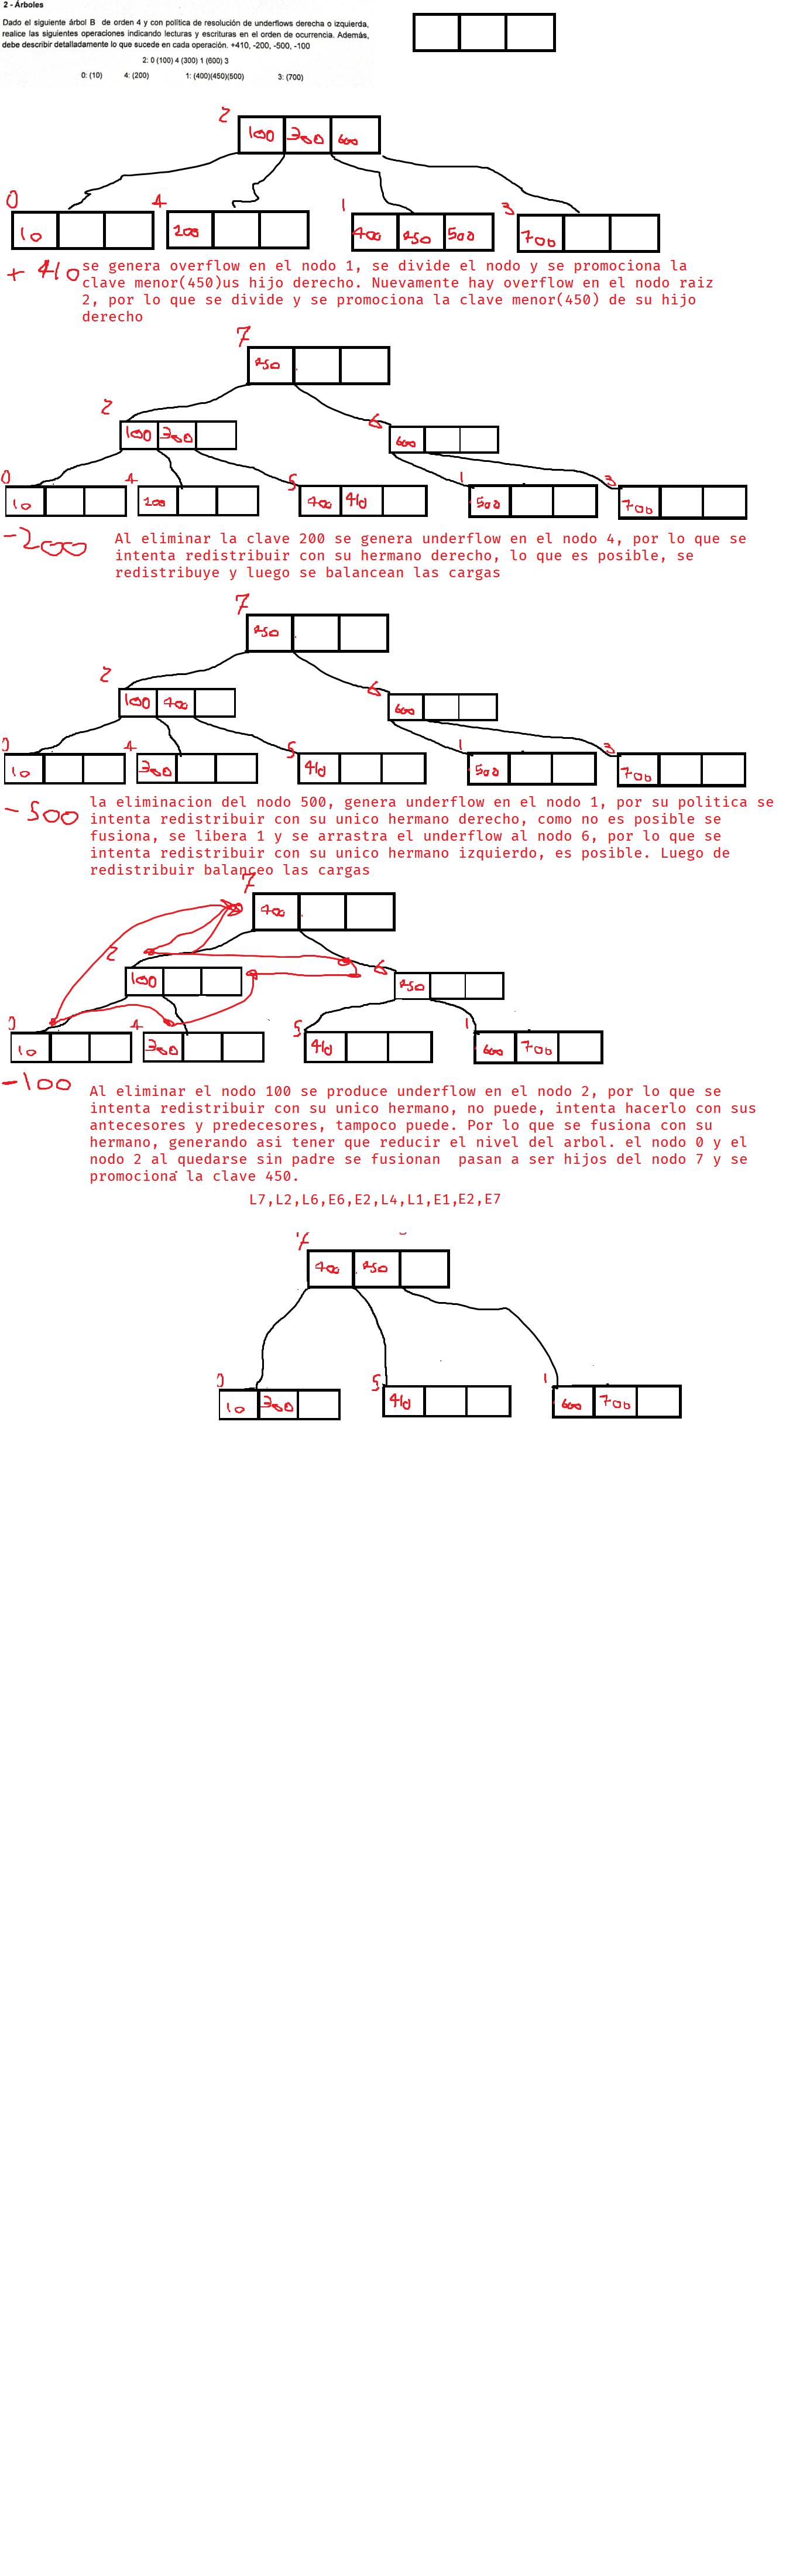 2 - Árboles
Dado el siguiente árbol B de orden 4 y con política de resolución de underflows derecha o izquierda,
realice las siguientes operaciones indicando lecturas y escrituras en el orden de ocurrencia. Además,
debe describir detalladamente lo que sucede en cada operación. +410, -200, -500, -100
2: 0 (100) 4 (300) 1 (600) 3
0: (10) 4: (200) 1: (400)(450)(500) 3: (700)
2
100 300 600
0 4 1 3
10 200 400 450 500 700
+ 410
se genera overflow en el nodo 1, se divide el nodo y se promociona la
clave menor(450)us hijo derecho. Nuevamente hay overflow en el nodo raiz
2, por lo que se divide y se promociona la clave menor(450) de su hijo
derecho
7
450
2 6
100 300 600
0 4 5 1 3
10 200 400 410 500 700
-200
Al eliminar la clave 200 se genera underflow en el nodo 4, por lo que se
intenta redistribuir con su hermano derecho, lo que es posible, se
redistribuye y luego se balancean las cargas
7
450
2 6
100 400 600
0 4 5 1 3
10 300 410 500 700
-500
la eliminacion del nodo 500, genera underflow en el nodo 1, por su politica se
intenta redistribuir con su unico hermano derecho, como no es posible se
fusiona, se libera 1 y se arrastra el underflow al nodo 6, por lo que se
intenta redistribuir con su unico hermano izquierdo, es posible. Luego de
redistribuir balanceo las cargas
7
400
2 6
100 450
0 4 5 1
10 300 410 600 700
-100
Al eliminar el nodo 100 se produce underflow en el nodo 2, por lo que se
intenta redistribuir con su unico hermano, no puede, intenta hacerlo con sus
antecesores y predecesores, tampoco puede. Por lo que se fusiona con su
hermano, generando asi tener que reducir el nivel del arbol. el nodo 0 y el
nodo 2 al quedarse sin padre se fusionan pasan a ser hijos del nodo 7 y se
promociona la clave 450.
L7,L2,L6,E6,E2,L4,L1,E1,E2,E7
7
400 450
0 5 1
10 300 410 600 700